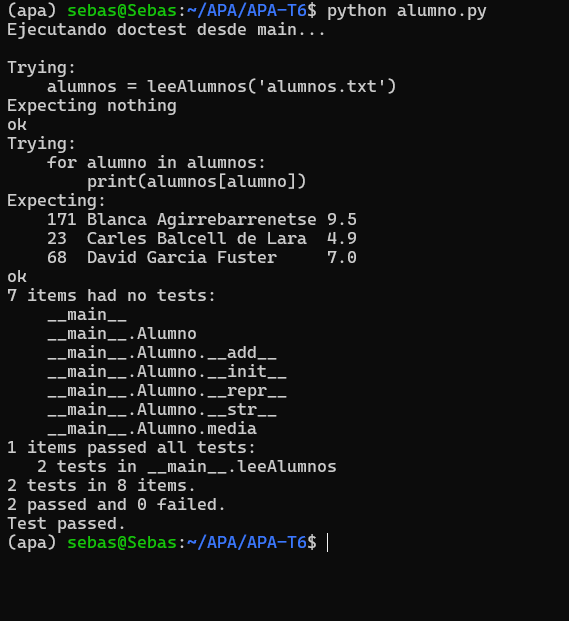 (apa) sebas@Sebas:~/APA/APA-T6$ python alumno.py
Ejecutando doctest desde main...

Trying:
    alumnos = leeAlumnos('alumnos.txt')
Expecting nothing
ok
Trying:
    for alumno in alumnos:
        print(alumnos[alumno])
Expecting:
    171 Blanca Agirrebarrenetse 9.5
    23  Carles Balcell de Lara  4.9
    68  David Garcia Fuster     7.0
ok
7 items had no tests:
    __main__
    __main__.Alumno
    __main__.Alumno.__add__
    __main__.Alumno.__init__
    __main__.Alumno.__repr__
    __main__.Alumno.__str__
    __main__.Alumno.media
1 items passed all tests:
   2 tests in __main__.leeAlumnos
2 tests in 8 items.
2 passed and 0 failed.
Test passed.
(apa) sebas@Sebas:~/APA/APA-T6$